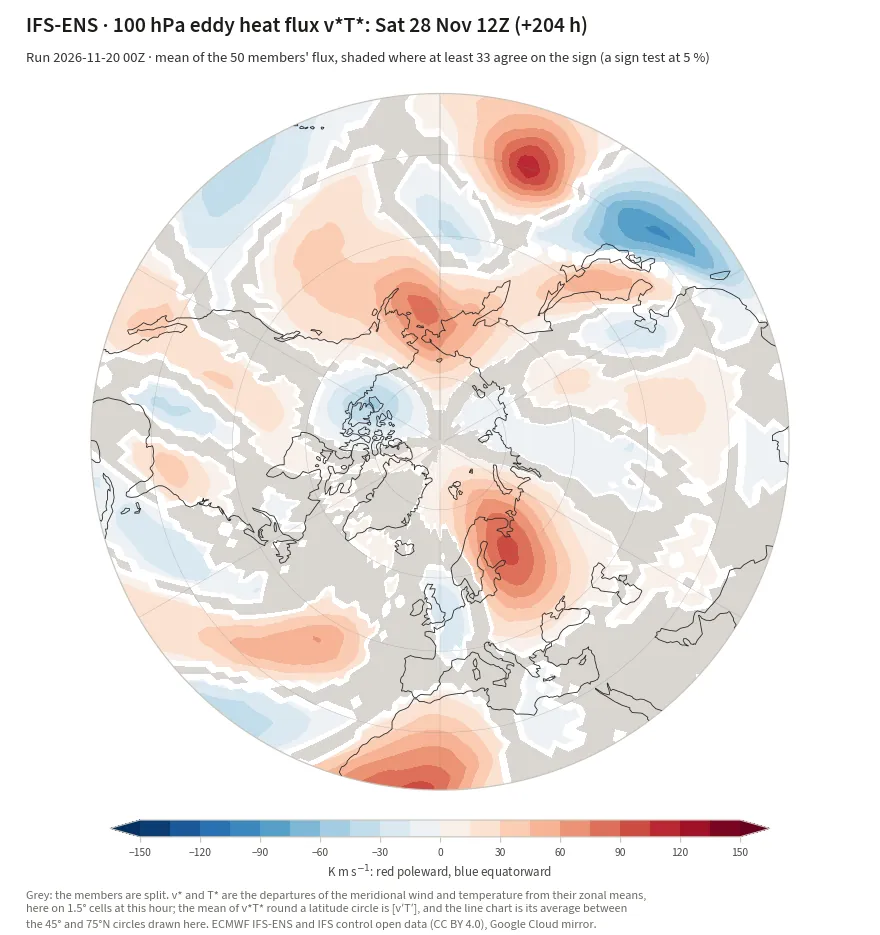 IFS-ENS · 100 hPa eddy heat flux v*T*: Sat 28 Nov 12Z (+204 h)
Run 2026-11-20 00Z · mean of the 50 members' flux, shaded where at least 33 agree on the sign (a sign test at 5 %)
−150 −120 −90 −60 −30 0 30 60 90 120 150
K m s⁻¹: red poleward, blue equatorward
Grey: the members are split. v* and T* are the departures of the meridional wind and temperature from their zonal means,
here on 1.5° cells at this hour; the mean of v*T* round a latitude circle is [v'T'], and the line chart is its average between
the 45° and 75°N circles drawn here. ECMWF IFS-ENS and IFS control open data (CC BY 4.0), Google Cloud mirror.